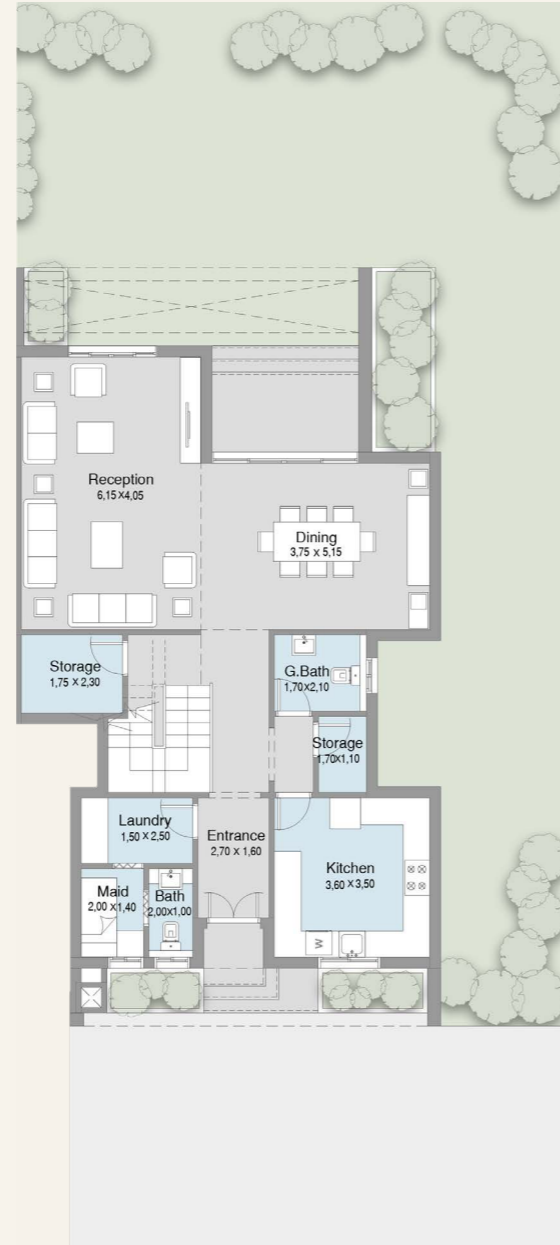 Reception
6,15 x4,05
Dining
3,75 x 5,15
Storage
1,75 x 2,30
G.Bath
1,70x2,10
Storage
1,70x1,10
Laundry
1,50 x 2,50
Entrance
2,70 x 1,60
Kitchen
3,60 x 3,50
Maid
2,00 x1,40
Bath
2,00x1,00
W